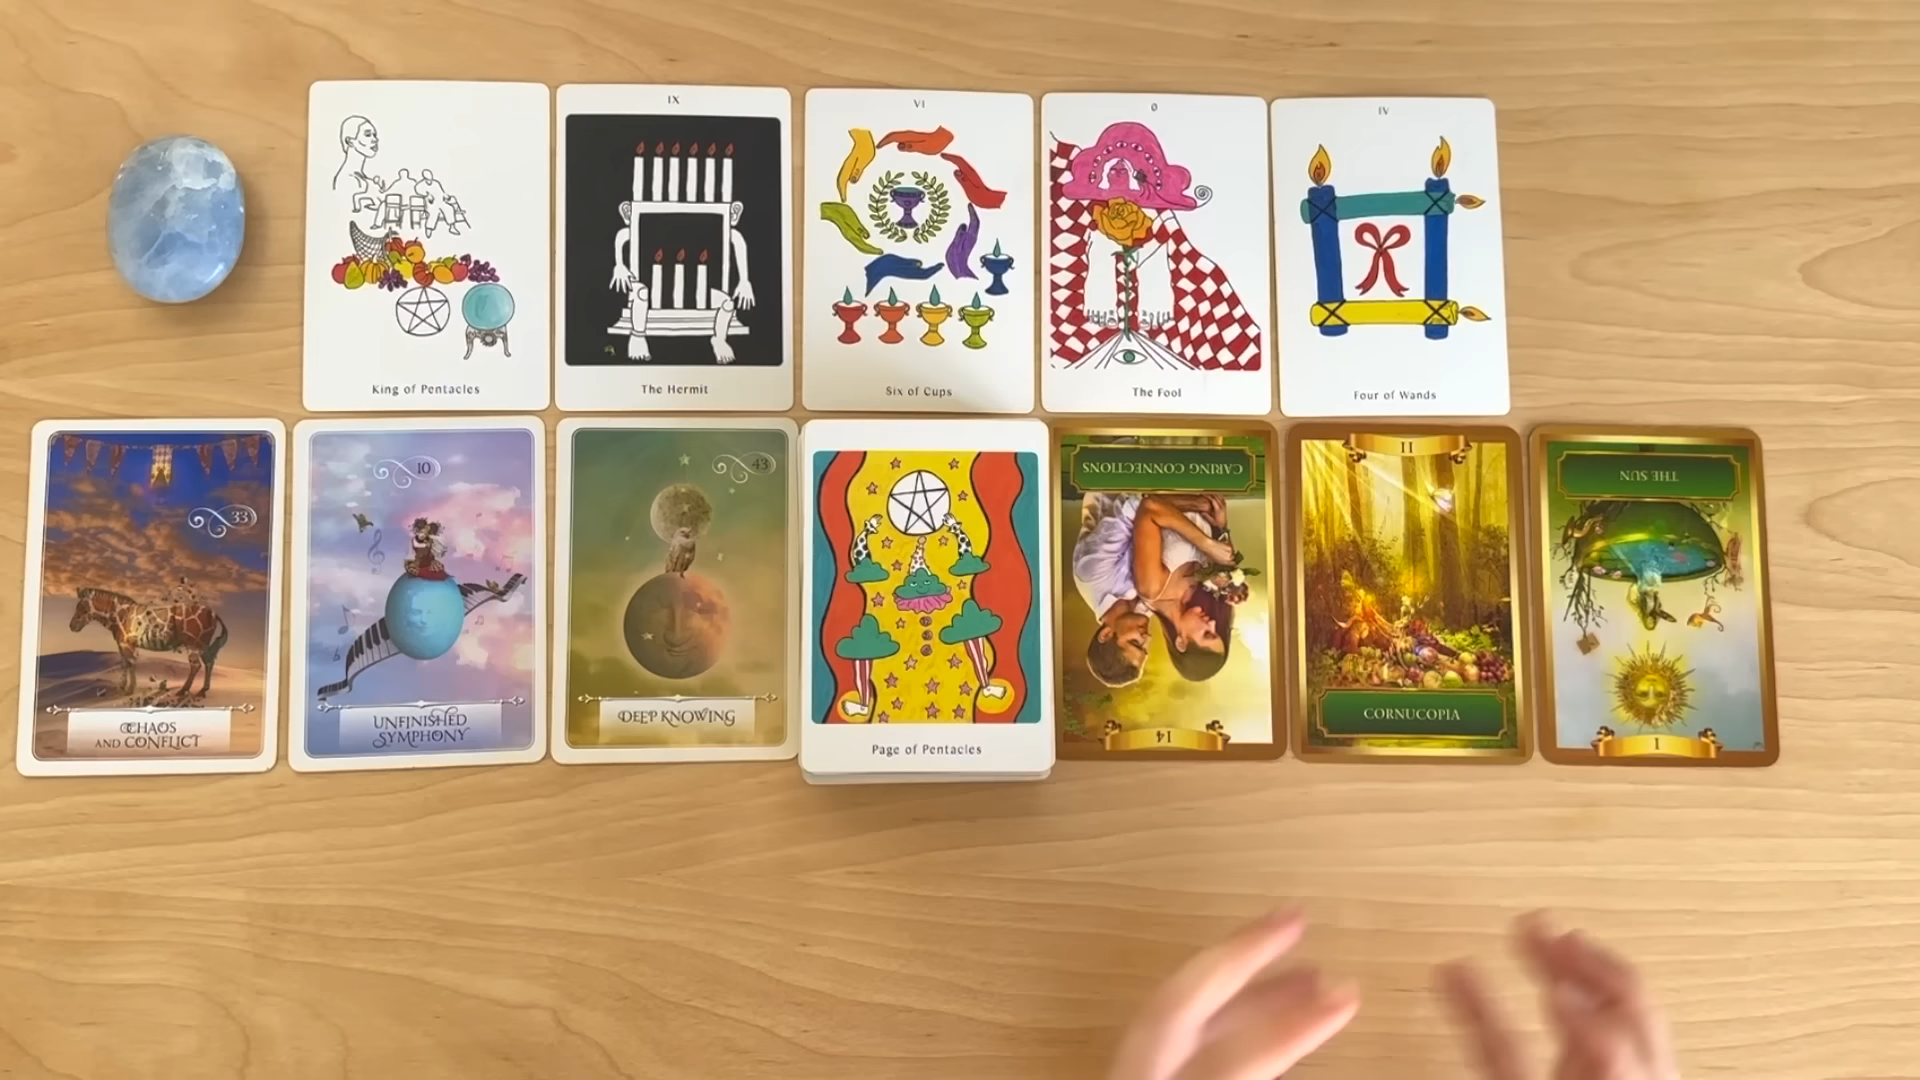 King of Pentacles
IX
The Hermit
VI
Six of Cups
0
The Fool
IV
Four of Wands
33
CHAOS
AND CONFLICT
10
UNFINISHED
SYMPHONY
43
DEEP KNOWING
Page of Pentacles
CARING CONNECTIONS
14
II
CORNUCOPIA
THE SUN
I